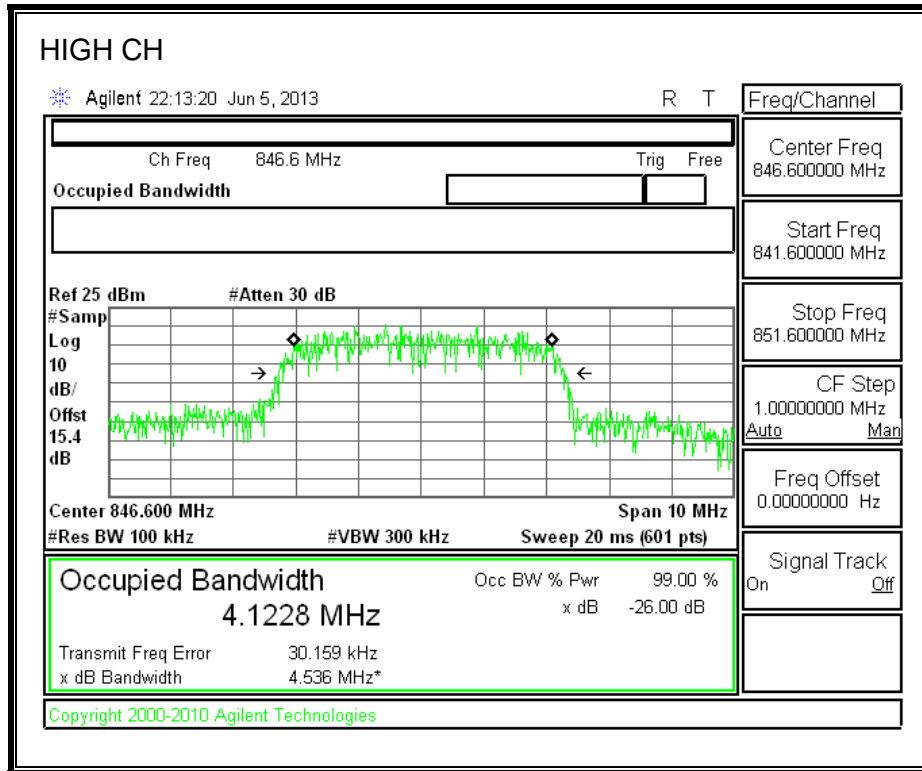 HIGH CH
Agilent 22:13:20 Jun 5, 2013 R T
Freq/Channel
Ch Freq 846.6 MHz Trig Free
Occupied Bandwidth
Center Freq
846.600000 MHz
Start Freq
841.600000 MHz
Stop Freq
851.600000 MHz
CF Step
1.00000000 MHz
Auto Man
Freq Offset
0.00000000 Hz
Signal Track
On Off
Ref 25 dBm #Atten 30 dB
#Samp
Log
10
dB/
Offst
15.4
dB
Center 846.600 MHz Span 10 MHz
#Res BW 100 kHz #VBW 300 kHz Sweep 20 ms (601 pts)
Occupied Bandwidth Occ BW % Pwr 99.00 %
4.1228 MHz x dB -26.00 dB
Transmit Freq Error 30.159 kHz
x dB Bandwidth 4.536 MHz*
Copyright 2000-2010 Agilent Technologies